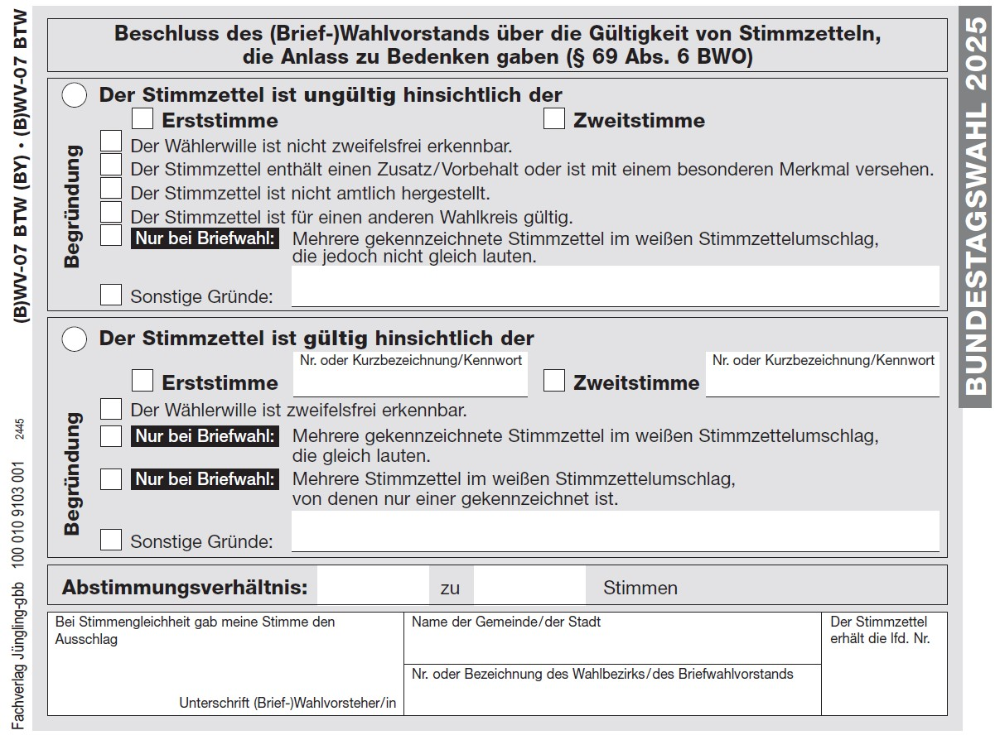 Beschluss des (Brief-)Wahlvorstands über die Gültigkeit von Stimmzetteln,
die Anlass zu Bedenken gaben (§ 69 Abs. 6 BWO)
Der Stimmzettel ist ungültig hinsichtlich der
Erststimme
Zweitstimme
Begründung
Der Wählerwille ist nicht zweifelsfrei erkennbar.
Der Stimmzettel enthält einen Zusatz/Vorbehalt oder ist mit einem besonderen Merkmal versehen.
Der Stimmzettel ist nicht amtlich hergestellt.
Der Stimmzettel ist für einen anderen Wahlkreis gültig.
Nur bei Briefwahl: Mehrere gekennzeichnete Stimmzettel im weißen Stimmzettelumschlag,
die jedoch nicht gleich lauten.
Sonstige Gründe:
Der Stimmzettel ist gültig hinsichtlich der
Erststimme
Nr. oder Kurzbezeichnung/Kennwort
Zweitstimme
Nr. oder Kurzbezeichnung/Kennwort
Begründung
Der Wählerwille ist zweifelsfrei erkennbar.
Nur bei Briefwahl: Mehrere gekennzeichnete Stimmzettel im weißen Stimmzettelumschlag,
die gleich lauten.
Nur bei Briefwahl: Mehrere Stimmzettel im weißen Stimmzettelumschlag,
von denen nur einer gekennzeichnet ist.
Sonstige Gründe:
Abstimmungsverhältnis: zu Stimmen
Bei Stimmengleichheit gab meine Stimme den
Ausschlag
Unterschrift (Brief-)Wahlvorsteher/in
Name der Gemeinde/der Stadt
Nr. oder Bezeichnung des Wahlbezirks/des Briefwahlvorstands
Der Stimmzettel
erhält die lfd. Nr.
BUNDESTAGSWAHL 2025
Fachverlag Jüngling-gbb 100 010 9103 001 2445 (B)WV-07 BTW (BY) • (B)WV-07 BTW